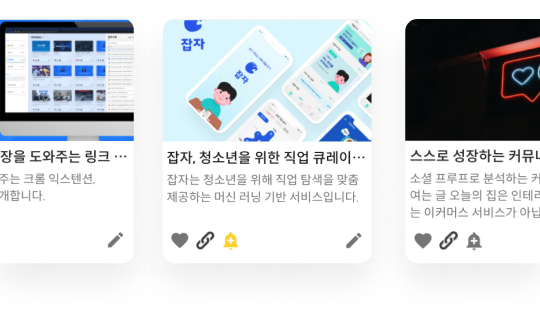 잡자
잡자
장을 도와주는 링크 …
주는 크롬 익스텐션,
개합니다.
잡자, 청소년을 위한 직업 큐레이…
잡자는 청소년을 위해 직업 탐색을 맞춤
제공하는 머신 러닝 기반 서비스입니다.
스스로 성장하는 커뮤니
소셜 프루프로 분석하는 커
여는 글 오늘의 집은 인테리
는 이커머스 서비스가 아닙